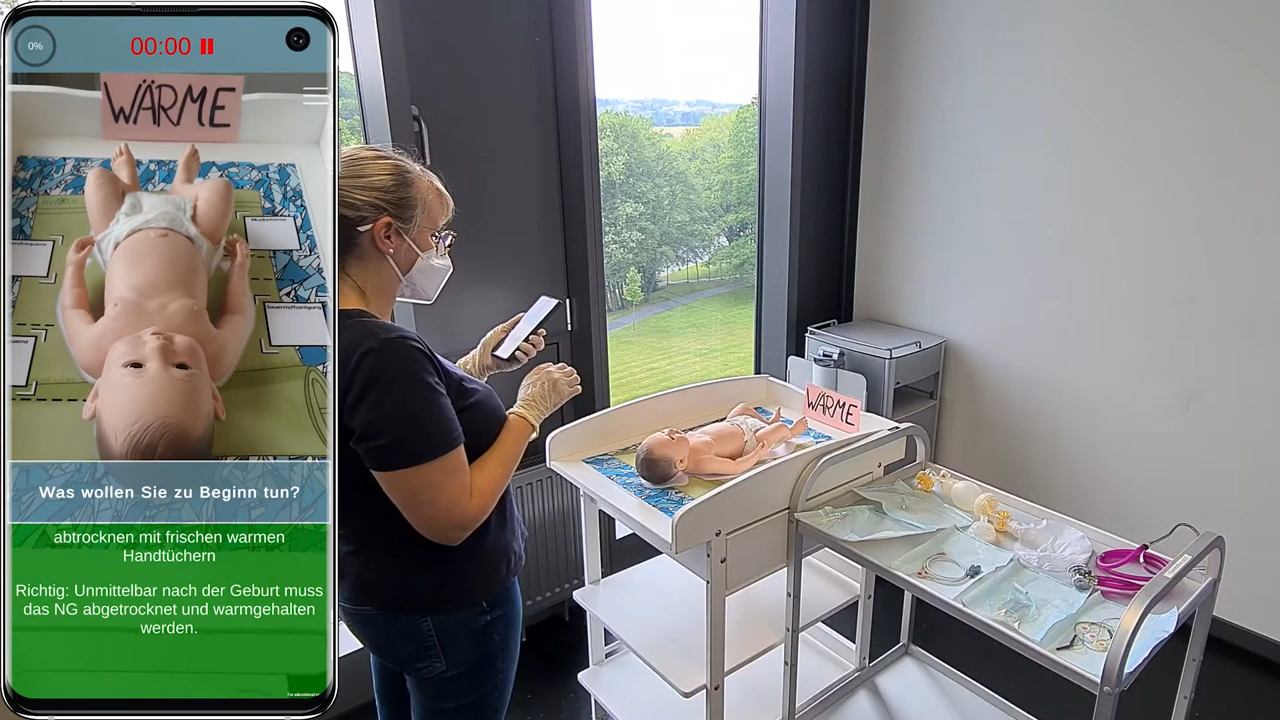 0%
00:00
WÄRME
Sauerstoffsättigung
Was wollen Sie zu Beginn tun?
abtrocknen mit frischen warmen
Handtüchern
Richtig: Unmittelbar nach der Geburt muss
das NG abgetrocknet und warmgehalten
werden.
WÄRME